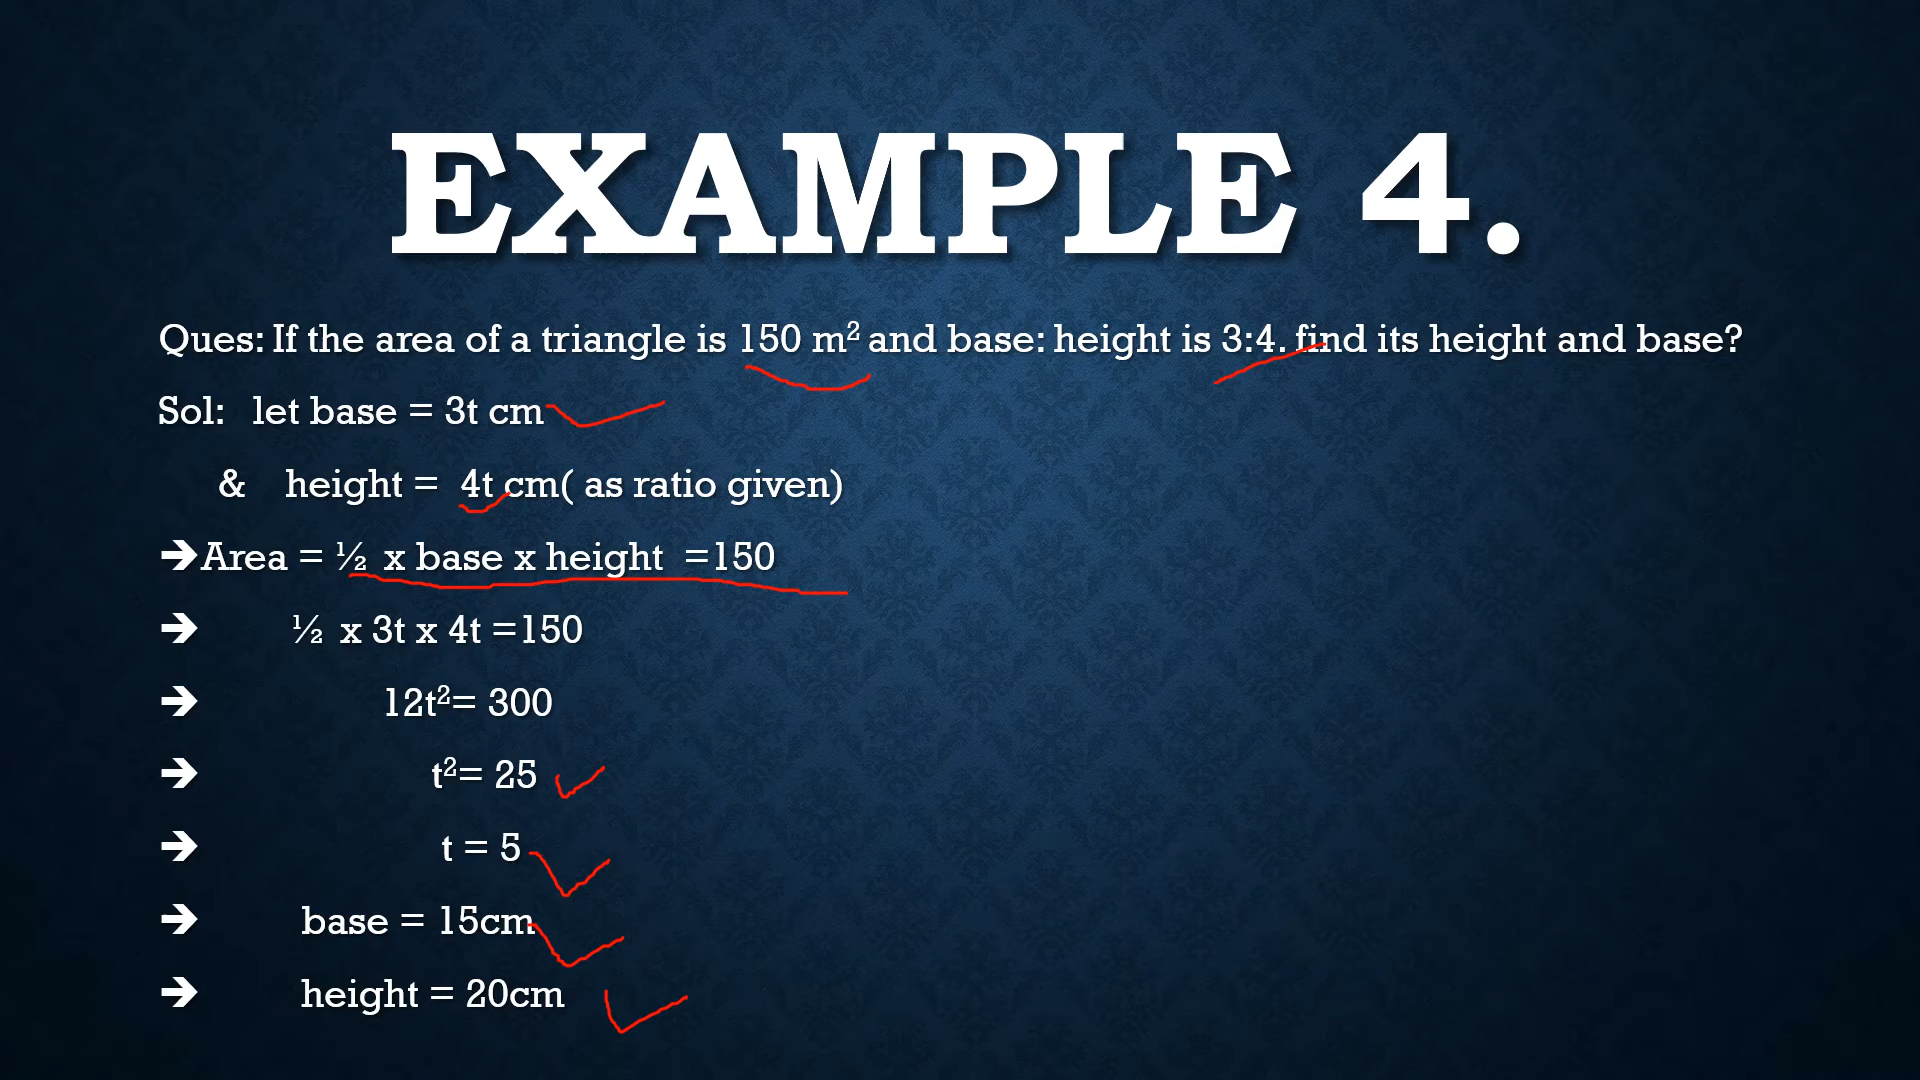 EXAMPLE 4.
Ques: If the area of a triangle is 150 m² and base: height is 3:4. find its height and base?
Sol: let base = 3t cm
& height = 4t cm( as ratio given)
➔Area = ½ x base x height =150
➔ ½ x 3t x 4t =150
➔ 12t²= 300
➔ t²= 25
➔ t = 5
➔ base = 15cm
➔ height = 20cm